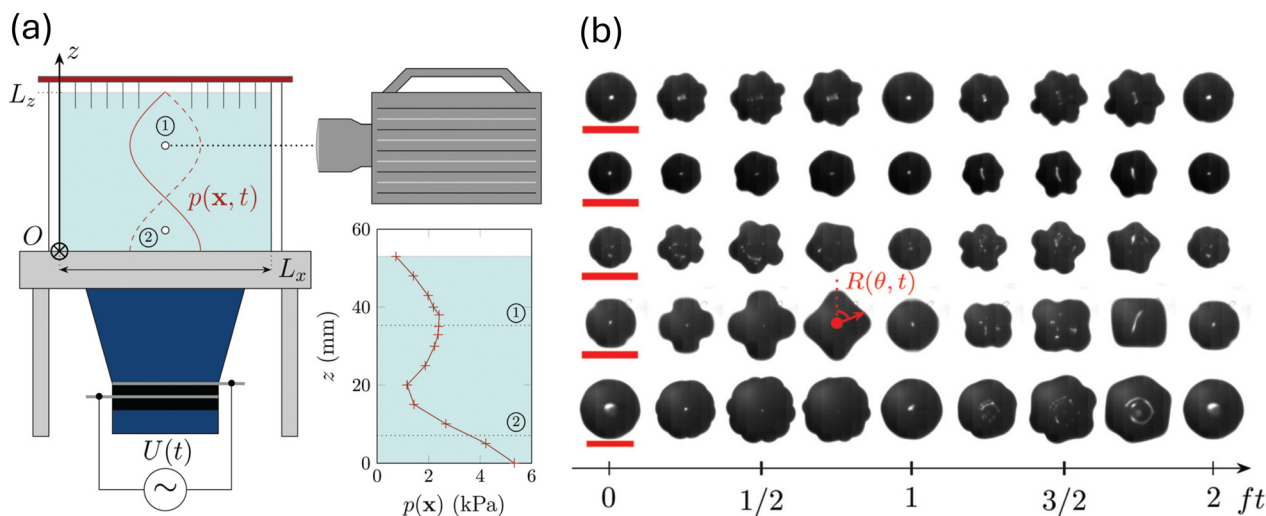 (a)
z
L_z
①
p(x, t)
②
O
L_x
U(t)
~
60
40
20
0
z (mm)
①
②
0
2
4
6
p(x) (kPa)
(b)
R(θ, t)
0
1/2
1
3/2
2
ft